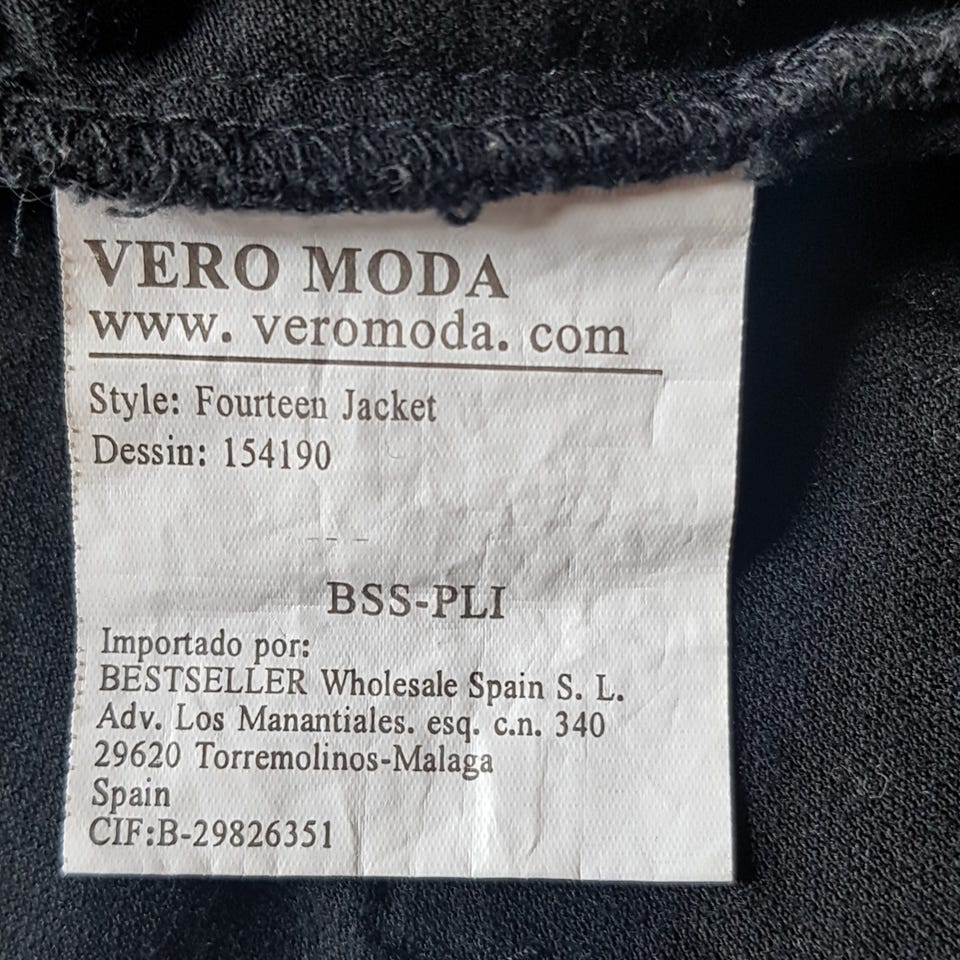 VERO MODA
www. veromoda. com
Style: Fourteen Jacket
Dessin: 154190
BSS-PLI
Importado por:
BESTSELLER Wholesale Spain S. L.
Adv. Los Manantiales. esq. c.n. 340
29620 Torremolinos-Malaga
Spain
CIF:B-29826351